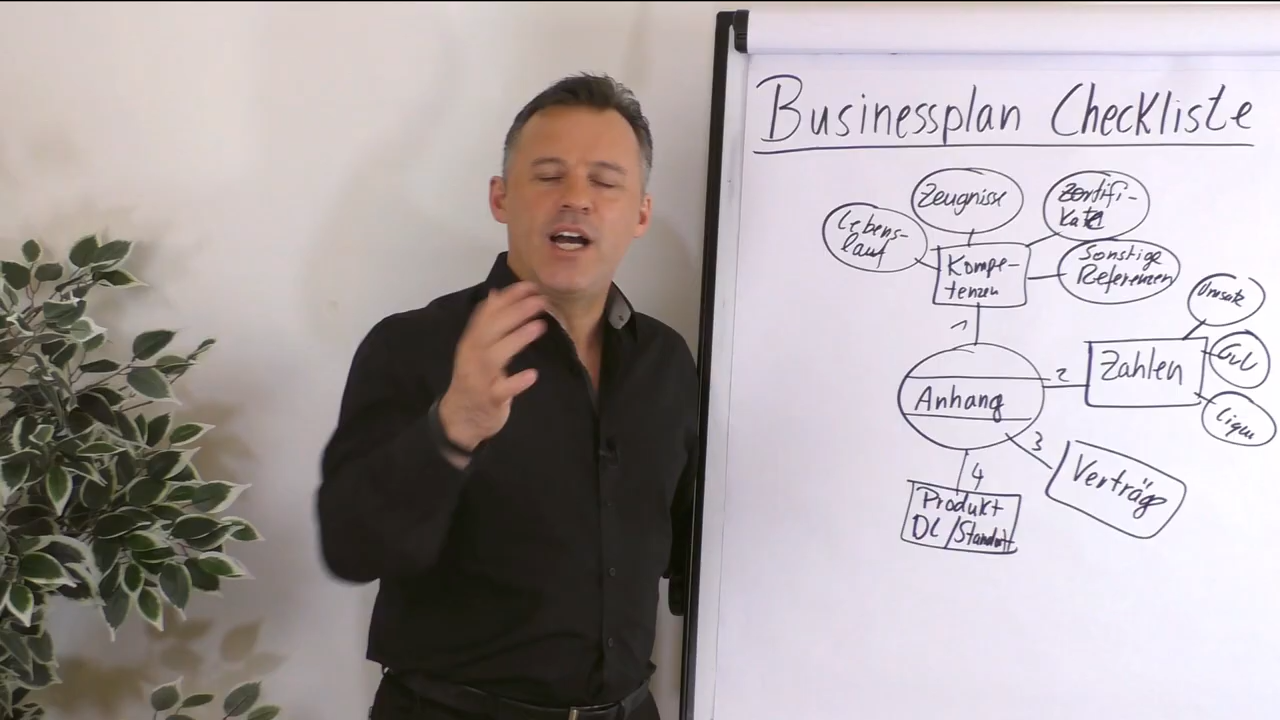 Businessplan Checkliste
Zeugnisse
Zertifi-
kate
Lebens-
lauf
Kompe-
tenzen
Sonstige
Referenzen
Umsatz
1
GuV
2
Zahlen
Anhang
Liqui
3
Verträge
4
Produkt
DL/Standort